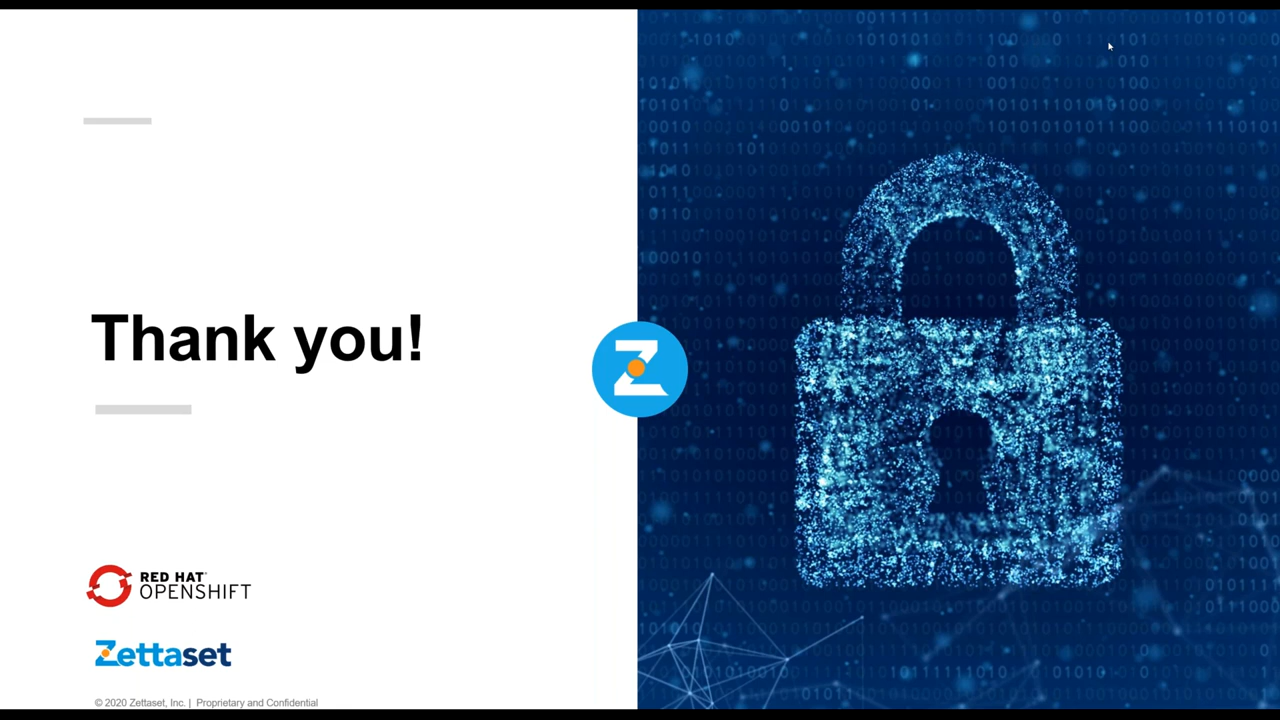 Thank you!
RED HAT
OPENSHIFT
Zettaset
© 2020 Zettaset, Inc. | Proprietary and Confidential